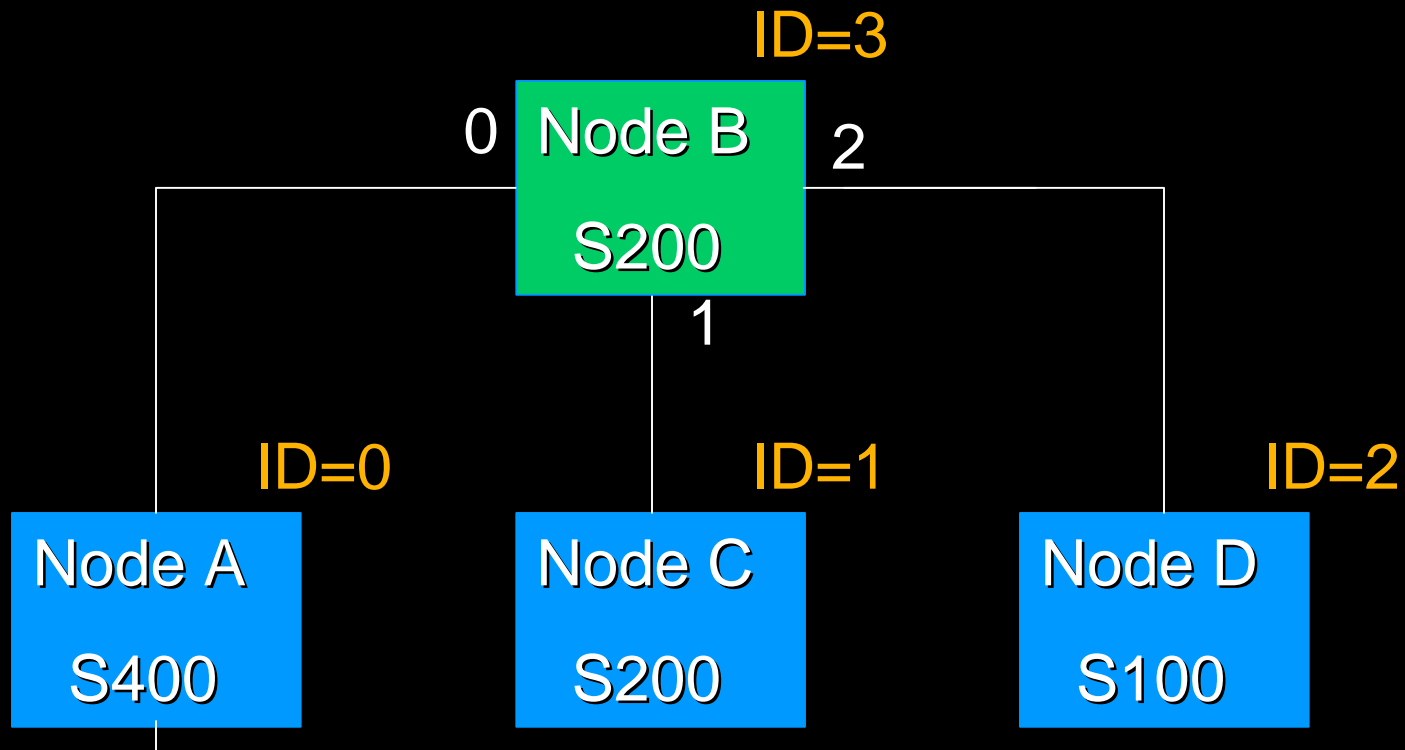 ID=3
0
Node B
2
S200
1
ID=0
ID=1
ID=2
Node A
Node C
Node D
S400
S200
S100